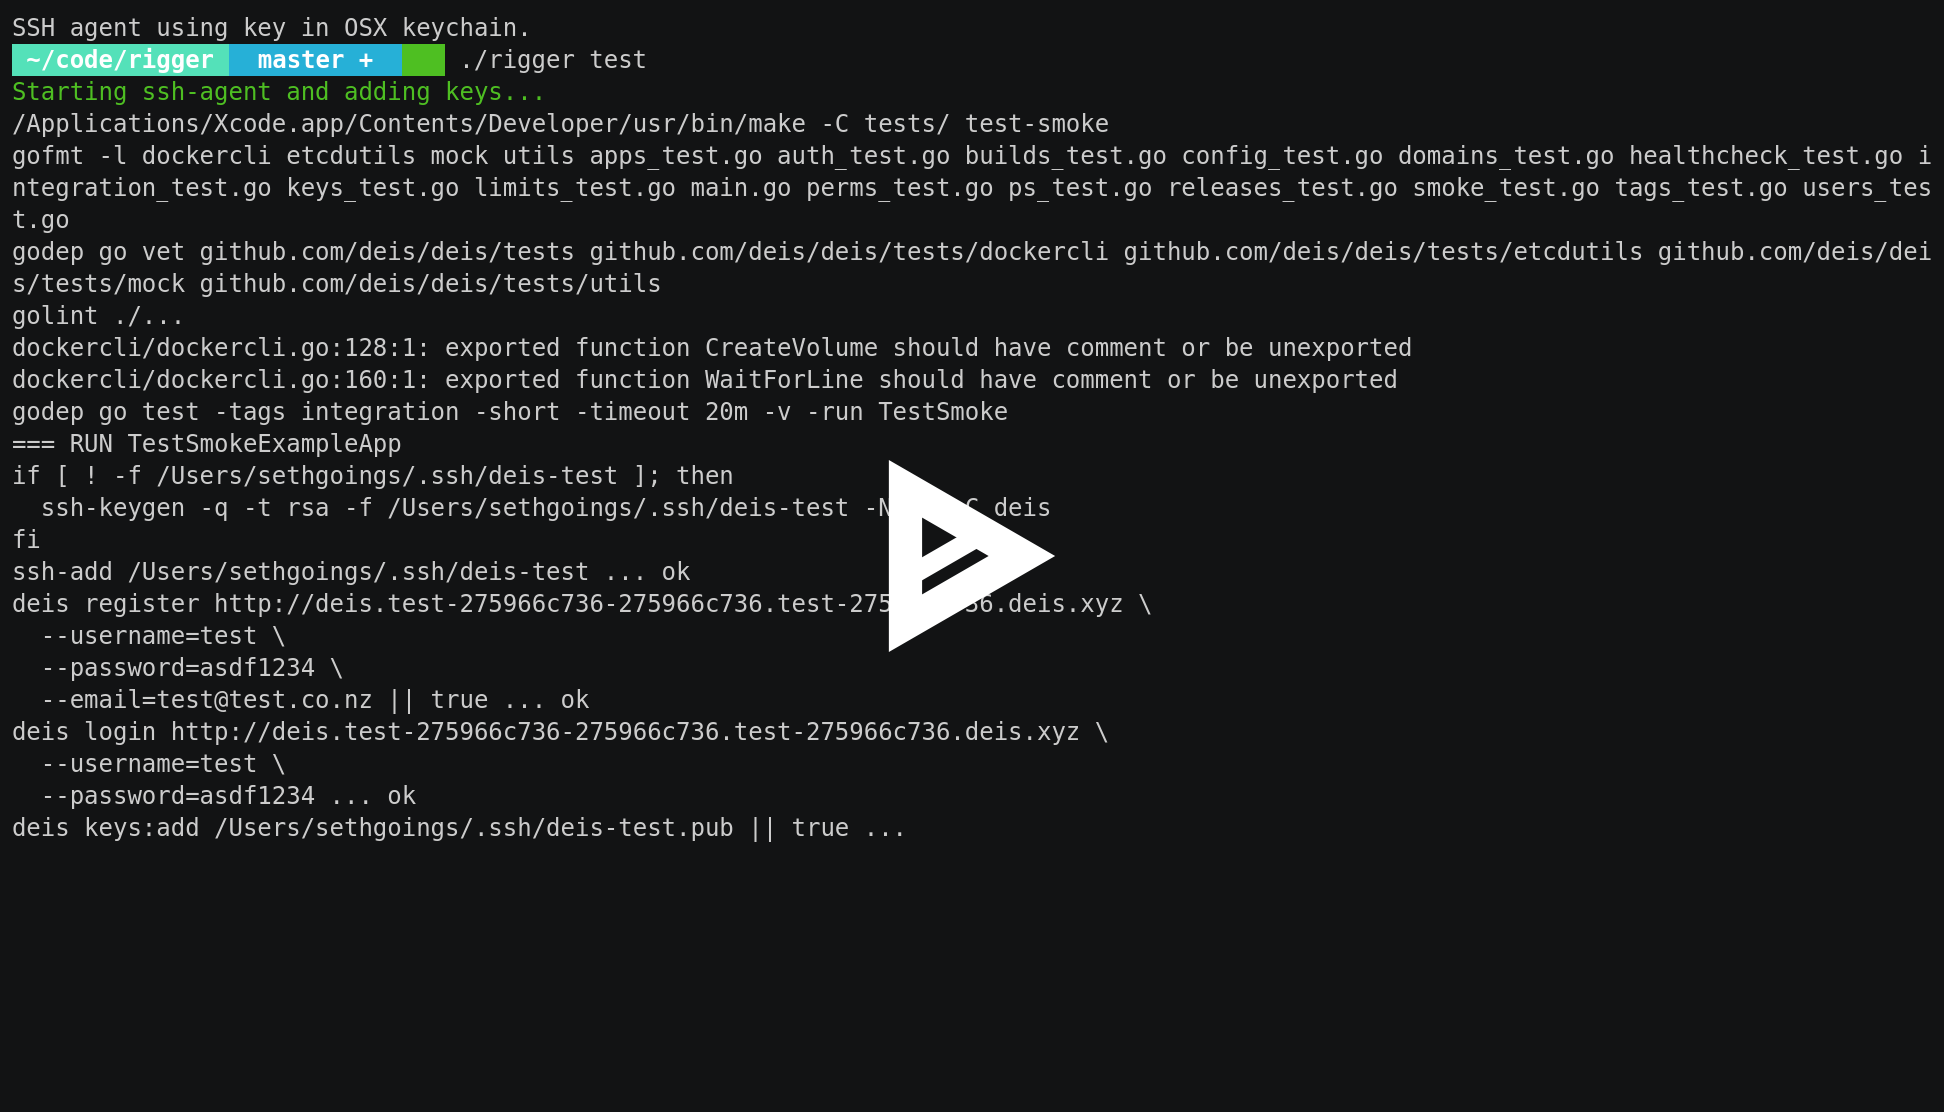 SSH agent using key in OSX keychain.
~/code/rigger master + ./rigger test
Starting ssh-agent and adding keys...
/Applications/Xcode.app/Contents/Developer/usr/bin/make -C tests/ test-smoke
gofmt -l dockercli etcdutils mock utils apps_test.go auth_test.go builds_test.go config_test.go domains_test.go healthcheck_test.go i
ntegration_test.go keys_test.go limits_test.go main.go perms_test.go ps_test.go releases_test.go smoke_test.go tags_test.go users_tes
t.go
godep go vet github.com/deis/deis/tests github.com/deis/deis/tests/dockercli github.com/deis/deis/tests/etcdutils github.com/deis/dei
s/tests/mock github.com/deis/deis/tests/utils
golint ./...
dockercli/dockercli.go:128:1: exported function CreateVolume should have comment or be unexported
dockercli/dockercli.go:160:1: exported function WaitForLine should have comment or be unexported
godep go test -tags integration -short -timeout 20m -v -run TestSmoke
=== RUN TestSmokeExampleApp
if [ ! -f /Users/sethgoings/.ssh/deis-test ]; then
  ssh-keygen -q -t rsa -f /Users/sethgoings/.ssh/deis-test -N C deis
fi
ssh-add /Users/sethgoings/.ssh/deis-test ... ok
deis register http://deis.test-275966c736-275966c736.test-275 36.deis.xyz \
  --username=test \
  --password=asdf1234 \
  --email=test@test.co.nz || true ... ok
deis login http://deis.test-275966c736-275966c736.test-275966c736.deis.xyz \
  --username=test \
  --password=asdf1234 ... ok
deis keys:add /Users/sethgoings/.ssh/deis-test.pub || true ...